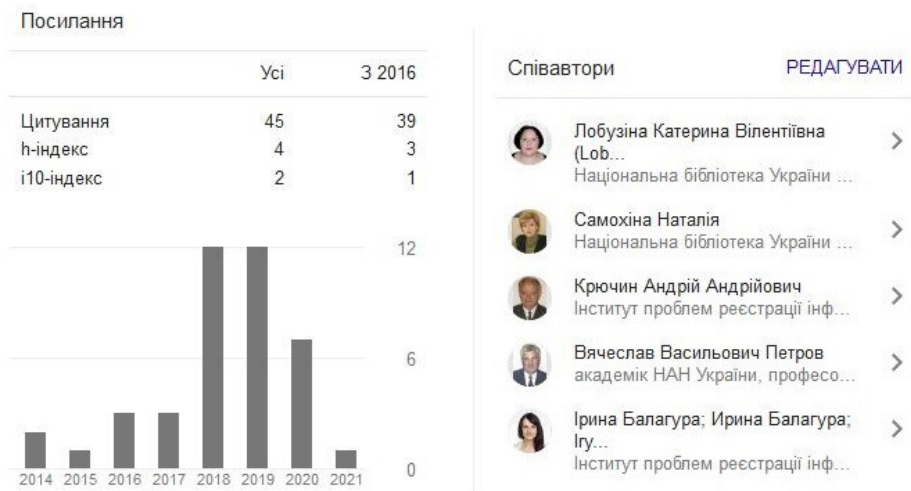 Посилання
Усі З 2016
Цитування 45 39
h-індекс 4 3
i10-індекс 2 1
12
6
0
2014 2015 2016 2017 2018 2019 2020 2021
Співавтори РЕДАГУВАТИ
Лобузіна Катерина Вілентіївна
(Lob...
Національна бібліотека України ...
Самохіна Наталія
Національна бібліотека України ...
Крючин Андрій Андрійович
Інститут проблем реєстрації інф...
Вячеслав Васильович Петров
академік НАН України, професо...
Ірина Балагура; Ирина Балагура;
Iry...
Інститут проблем реєстрації інф...